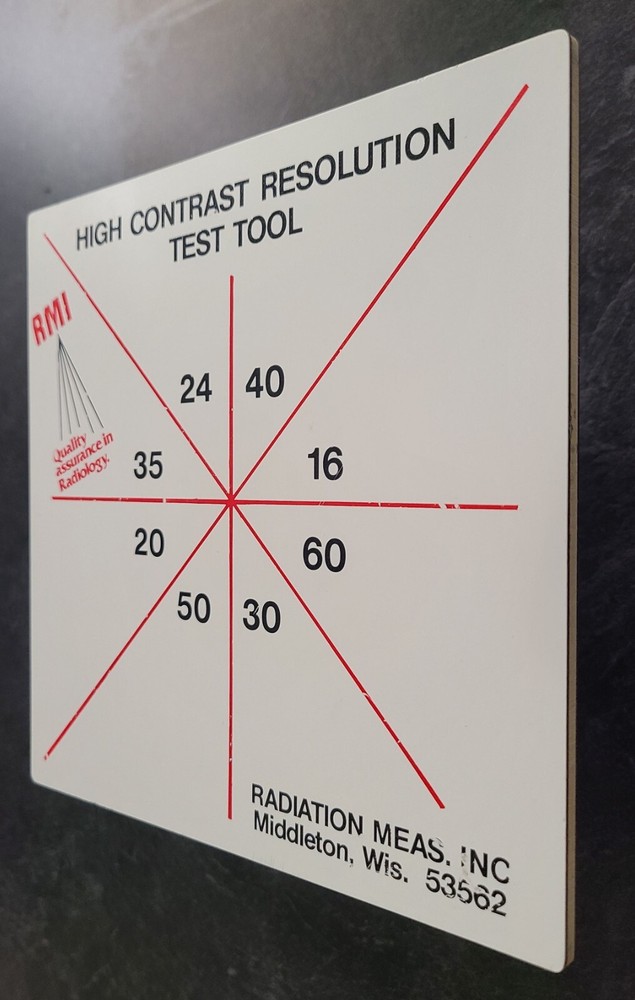 HIGH CONTRAST RESOLUTION
TEST TOOL
RMI
Quality
assurance in
Radiology.
24 40
35 16
20 60
50 30
RADIATION MEAS. INC
Middleton, Wis. 53562